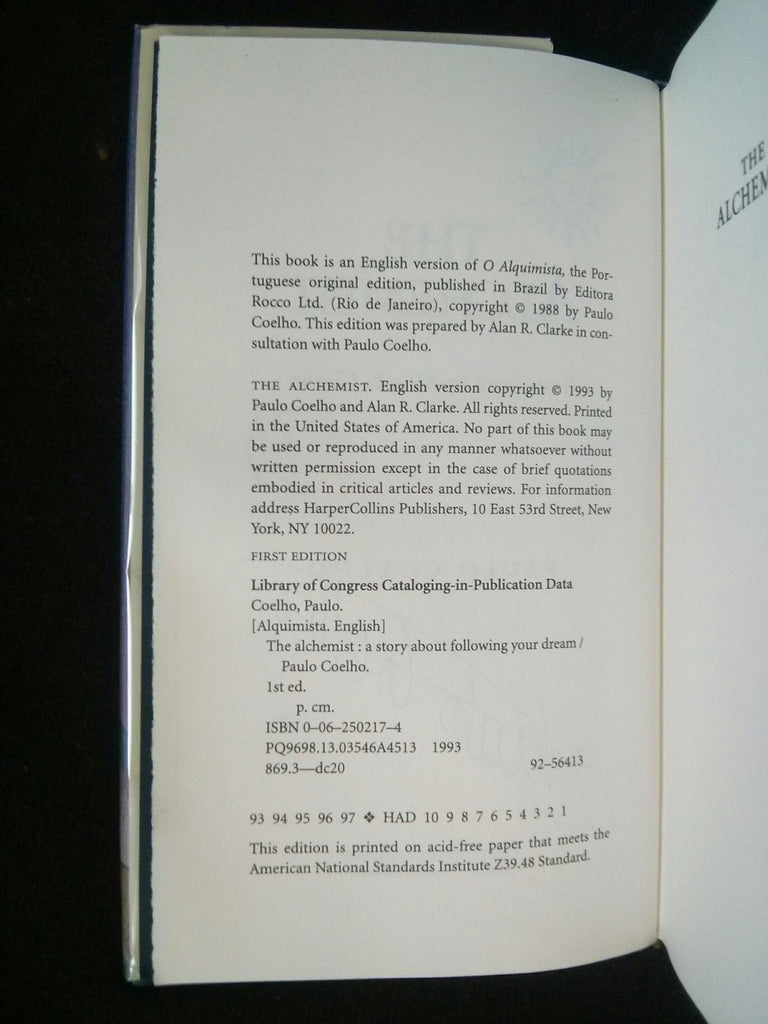 This book is an English version of O Alquimista, the Por-
tuguese original edition, published in Brazil by Editora
Rocco Ltd. (Rio de Janeiro), copyright © 1988 by Paulo
Coelho. This edition was prepared by Alan R. Clarke in con-
sultation with Paulo Coelho.
THE ALCHEMIST. English version copyright © 1993 by
Paulo Coelho and Alan R. Clarke. All rights reserved. Printed
in the United States of America. No part of this book may
be used or reproduced in any manner whatsoever without
written permission except in the case of brief quotations
embodied in critical articles and reviews. For information
address HarperCollins Publishers, 10 East 53rd Street, New
York, NY 10022.
FIRST EDITION
Library of Congress Cataloging-in-Publication Data
Coelho, Paulo.
[Alquimista. English]
The alchemist : a story about following your dream /
Paulo Coelho.
1st ed.
p. cm.
ISBN 0–06–250217–4
PQ9698.13.03546A4513 1993
869.3—dc20 92–56413
93 94 95 96 97 ❖ HAD 10 9 8 7 6 5 4 3 2 1
This edition is printed on acid-free paper that meets the
American National Standards Institute Z39.48 Standard.
THE
ALCHEM